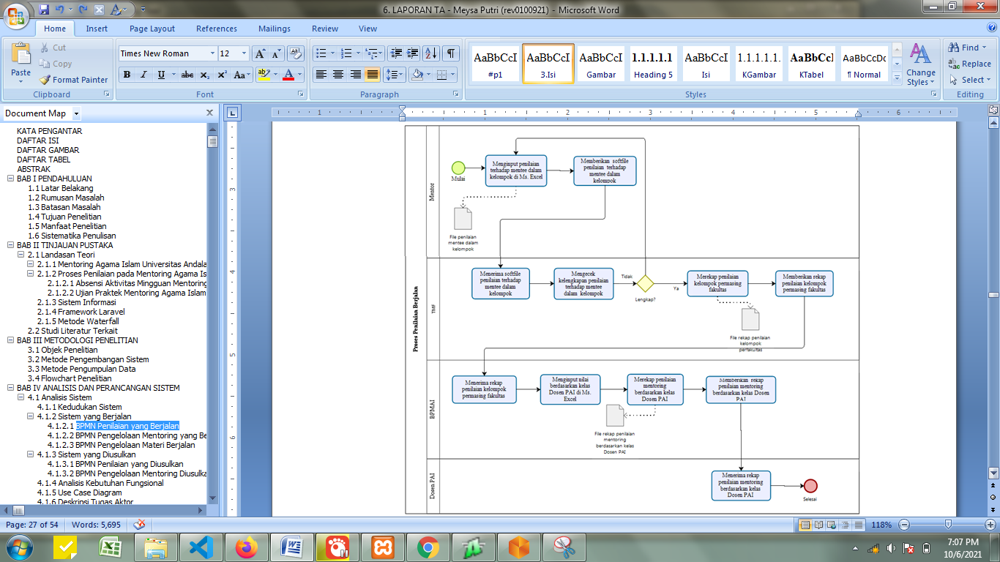 6. LAPORAN TA - Meysa Putri (rev0100921) - Microsoft Word
Home Insert Page Layout References Mailings Review View
Paste
Cut
Copy
Format Painter
Clipboard
Times New Roman 12
Font
Paragraph
AaBbCcI AaBbCcI AaBbCcI 1.1.1.1.1 AaBbCcI 1.1.1.1.1. AaBbCcI AaBbCcDc
#p1 3.Isi Gambar Heading 5 Isi KGambar KTabel ¶ Normal
Styles
Change
Styles
Find
Replace
Select
Editing
Document Map
KATA PENGANTAR
DAFTAR ISI
DAFTAR GAMBAR
DAFTAR TABEL
ABSTRAK
BAB I PENDAHULUAN
1.1 Latar Belakang
1.2 Rumusan Masalah
1.3 Batasan Masalah
1.4 Tujuan Penelitian
1.5 Manfaat Penelitian
1.6 Sistematika Penulisan
BAB II TINJAUAN PUSTAKA
2.1 Landasan Teori
2.1.1 Mentoring Agama Islam Universitas Andala
2.1.2 Proses Penilaian pada Mentoring Agama Is
2.1.2.1 Absensi Aktivitas Mingguan Mentoring
2.1.2.2 Ujian Praktek Mentoring Agama Islam
2.1.3 Sistem Informasi
2.1.4 Framework Laravel
2.1.5 Metode Waterfall
2.2 Studi Literatur Terkait
BAB III METODOLOGI PENELITIAN
3.1 Objek Penelitian
3.2 Metode Pengembangan Sistem
3.3 Metode Pengumpulan Data
3.4 Flowchart Penelitian
BAB IV ANALISIS DAN PERANCANGAN SISTEM
4.1 Analisis Sistem
4.1.1 Kedudukan Sistem
4.1.2 Sistem yang Berjalan
4.1.2.1 BPMN Penilaian yang Berjalan
4.1.2.2 BPMN Pengelolaan Mentoring yang Be
4.1.2.3 BPMN Pengelolaan Materi Berjalan
4.1.3 Sistem yang Diusulkan
4.1.3.1 BPMN Penilaian yang Diusulkan
4.1.3.2 BPMN Pengelolaan Mentoring Diusulka
4.1.4 Analisis Kebutuhan Fungsional
4.1.5 Use Case Diagram
4.1.6 Deskripsi Tugas Aktor
1 1 2 3 4 5 6
3
4
5
6
Proses Penilaian Berjalan
Mentor
Mulai
Menginput penilaian
terhadap mentee dalam
kelompok di Ms. Excel
Memberikan softfile
penilaian terhadap
mentee dalam
kelompok
File penilaian
mentee dalam
kelompok
TMF
Menerima softfile
penilaian terhadap
mentee dalam
kelompok
Mengecek
kelengkapan penilaian
terhadap mentee
dalam kelompok
Tidak
Lengkap?
Ya
Merekap penilaian
kelompok permasing
fakultas
Memberikan rekap
penilaian kelompok
permasing fakultas
File rekap penilaian
kelompok
perfakultas
BPMAI
Menerima rekap
penilaian kelompok
permasing fakultas
Menginput nilai
berdasarkan kelas
Dosen PAI di Ms.
Excel
Merekap penilaian
mentoring
berdasarkan kelas
Dosen PAI
Memberikan rekap
penilaian mentoring
berdasarkan kelas Dosen
PAI
File rekap penilaian
mentoring
berdasarkan kelas
Dosen PAI
Dosen PAI
Menerima rekap
penilaian mentoring
berdasarkan kelas
Dosen PAI
Selesai
Page: 27 of 54 Words: 5,695 118%
7:07 PM
10/6/2021